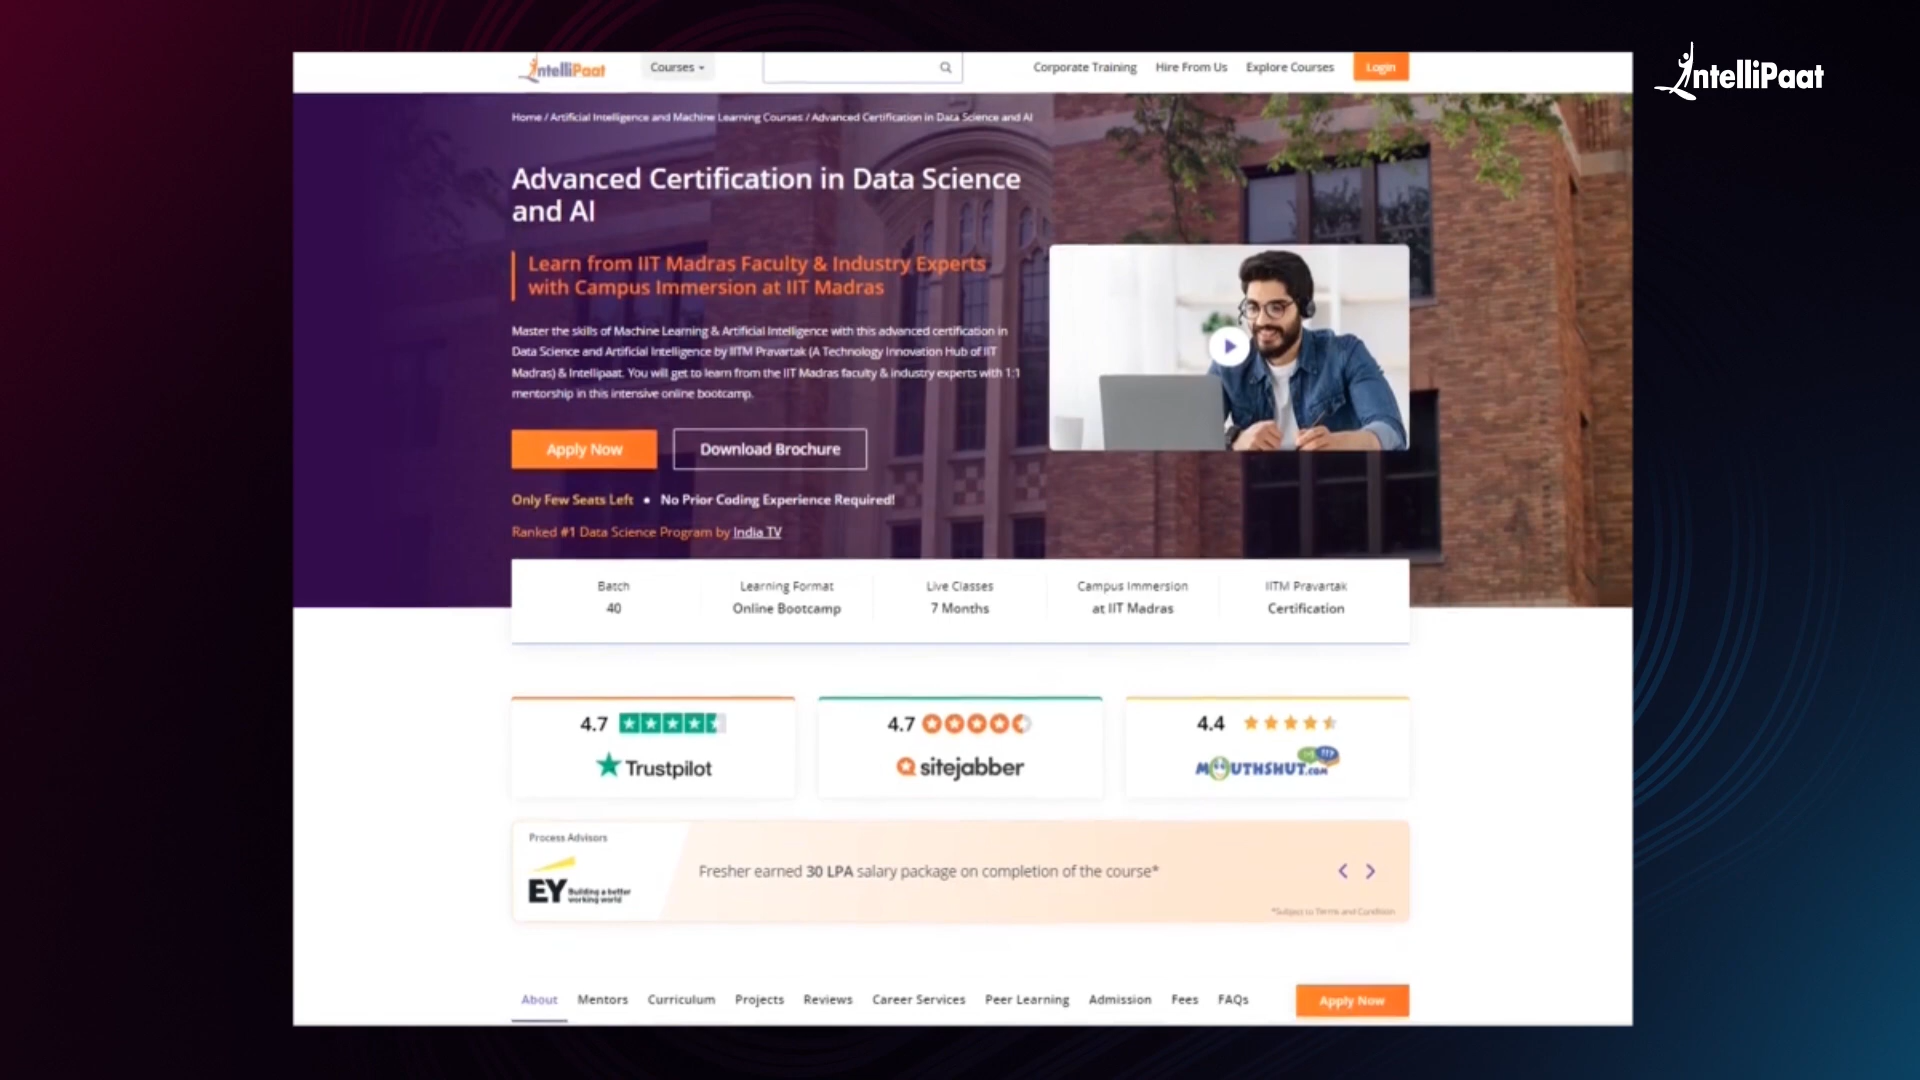 IntelliPaat
IntelliPaat
Courses
Corporate Training
Hire From Us
Explore Courses
Login
Home / Artificial Intelligence and Machine Learning Courses / Advanced Certification in Data Science and AI
Advanced Certification in Data Science
and AI
Learn from IIT Madras Faculty & Industry Experts
with Campus Immersion at IIT Madras
Master the skills of Machine Learning & Artificial Intelligence with this advanced certification in
Data Science and Artificial Intelligence by IITM Pravartak (A Technology Innovation Hub of IIT
Madras) & Intellipaat. You will get to learn from the IIT Madras faculty & industry experts with 1:1
mentorship in this intensive online bootcamp.
Apply Now
Download Brochure
Only Few Seats Left • No Prior Coding Experience Required!
Ranked #1 Data Science Program by India TV
Batch
40
Learning Format
Online Bootcamp
Live Classes
7 Months
Campus Immersion
at IIT Madras
IITM Pravartak
Certification
4.7
Trustpilot
4.7
sitejabber
4.4
MOUTHSHUT.COM
Process Advisors
EY Building a better
working world
Fresher earned 30 LPA salary package on completion of the course*
*Subject to Terms and Condition
About
Mentors
Curriculum
Projects
Reviews
Career Services
Peer Learning
Admission
Fees
FAQs
Apply Now